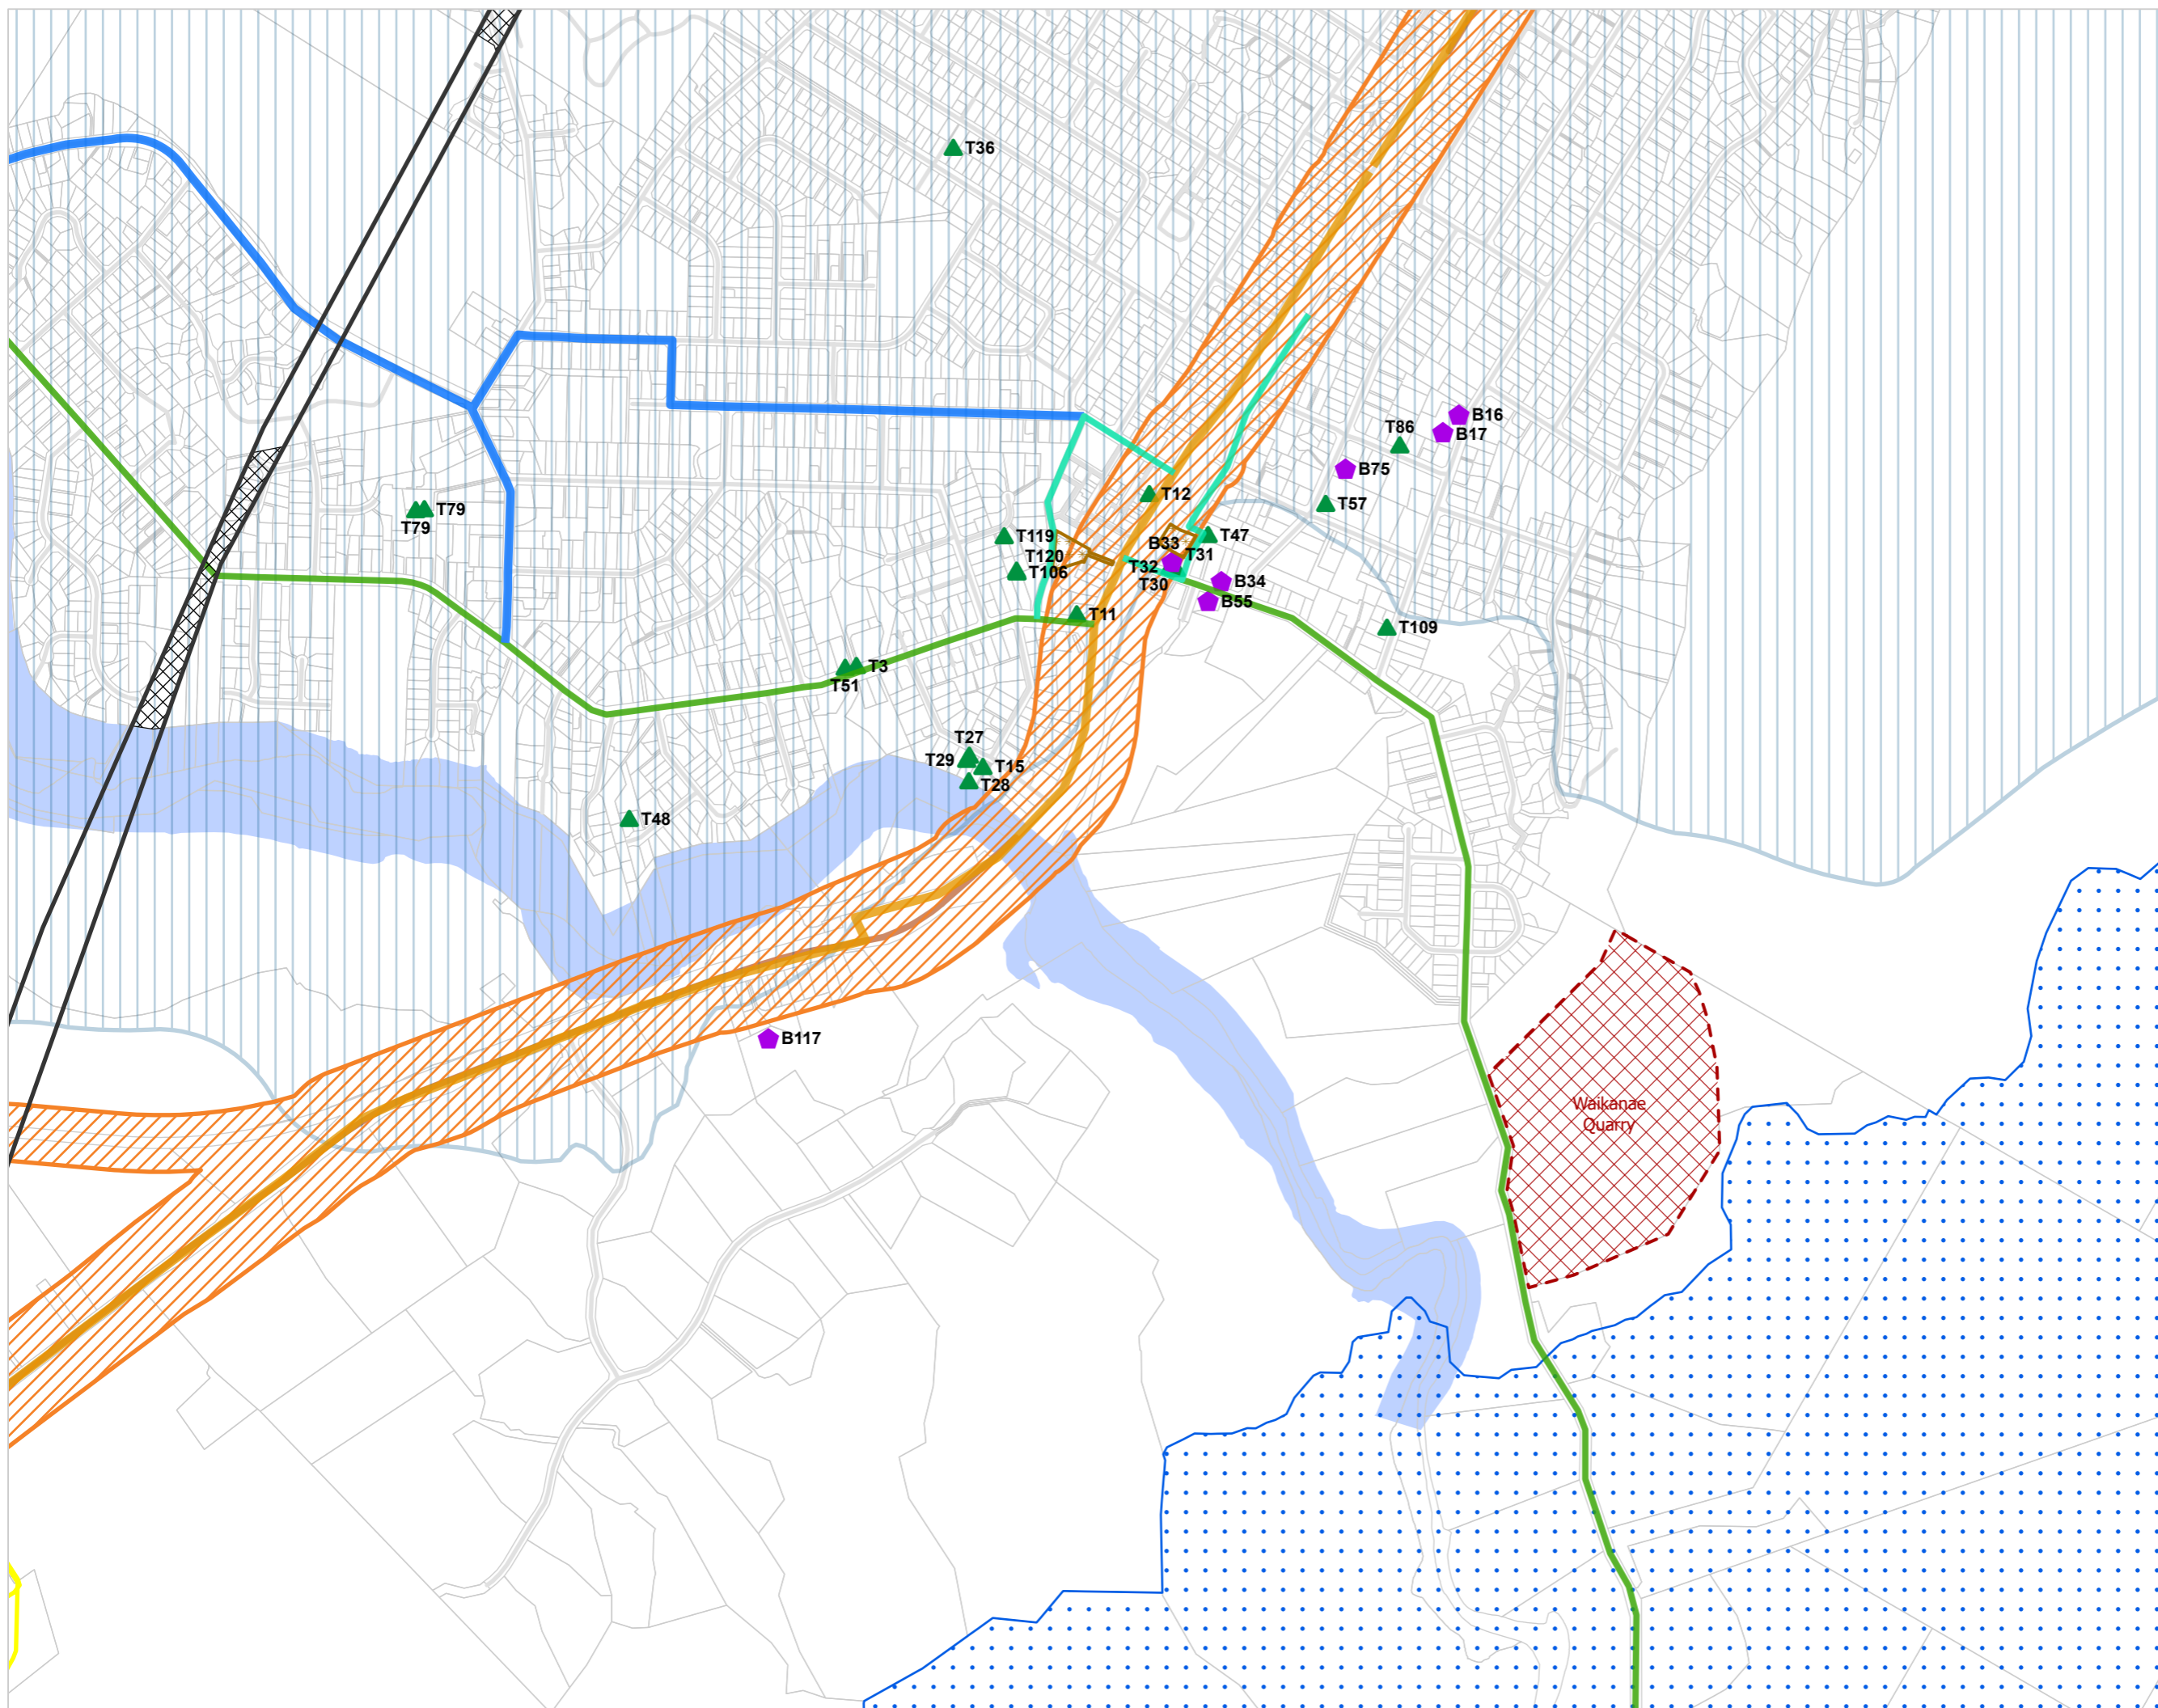 T36
B16
B17
T86
B75
T12
T57
T79
T79
T119
T47
B33
T120
T31
T32
T106
T30
B34
B55
T11
T109
T3
T51
T27
T29
T15
T28
T48
B117
Waikanae
Quarry